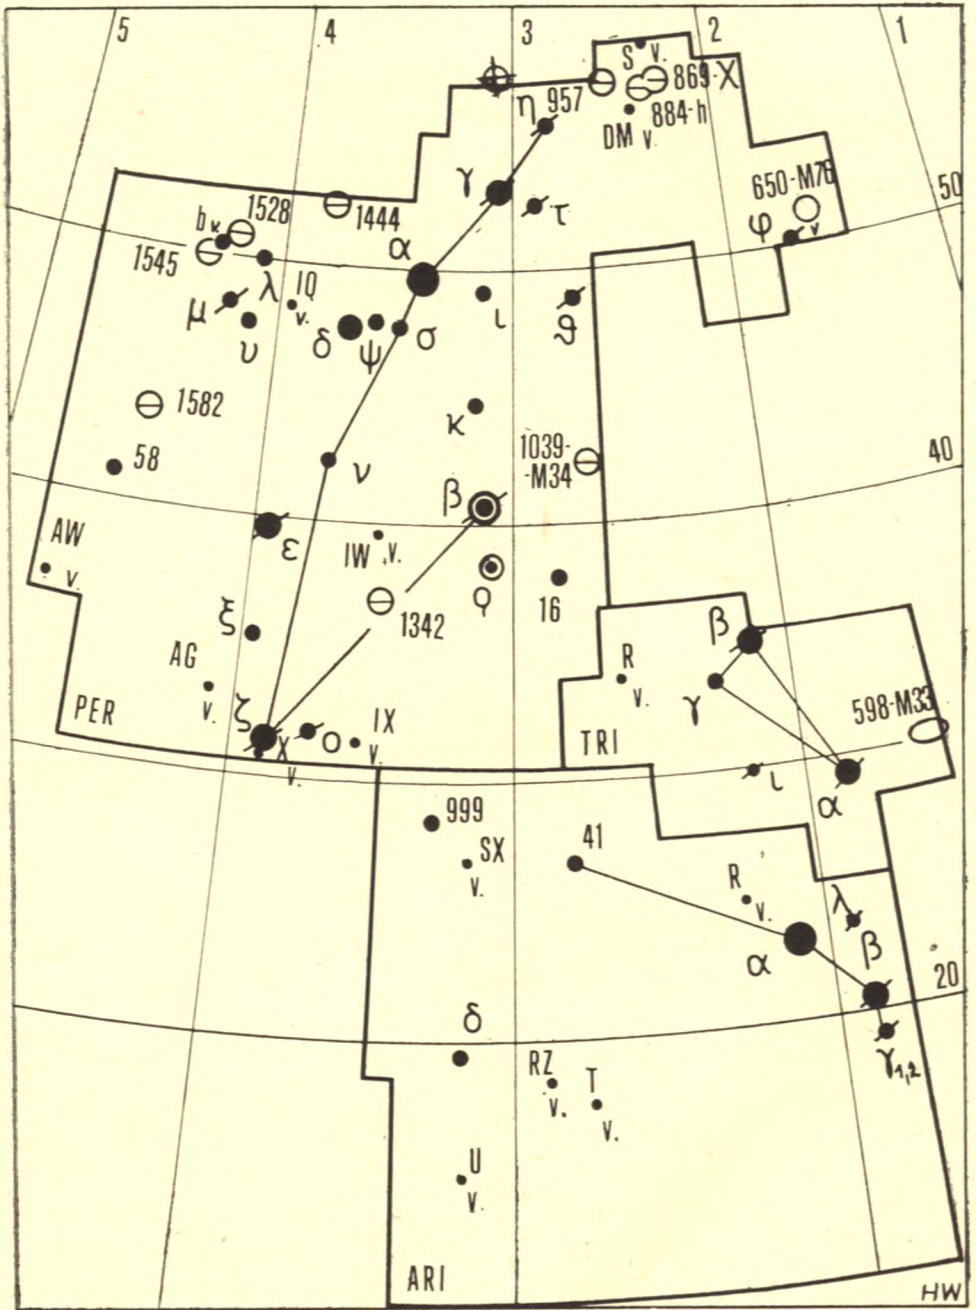 5 4 3 2 1
S v.
869-χ
η 957
884-h
DM v.
γ
τ
650-M76
50
φ v
bκ 1528
1444
1545
α
λ
IQ
v.
μ
υ
δ
ψ
σ
ι
ϑ
1582
κ
58
ν
1039-
-M34
40
β
AW
v.
ε
IW v.
ϱ
16
1342
ξ
β
AG
v.
R
v.
γ
598-M33
PER
ζ
X
v.
ο
IX
v.
TRI
ι
α
999
41
SX
v.
R
v.
λ
α
β
20
δ
γ1,2
RZ
v.
T
v.
U
v.
ARI
HW